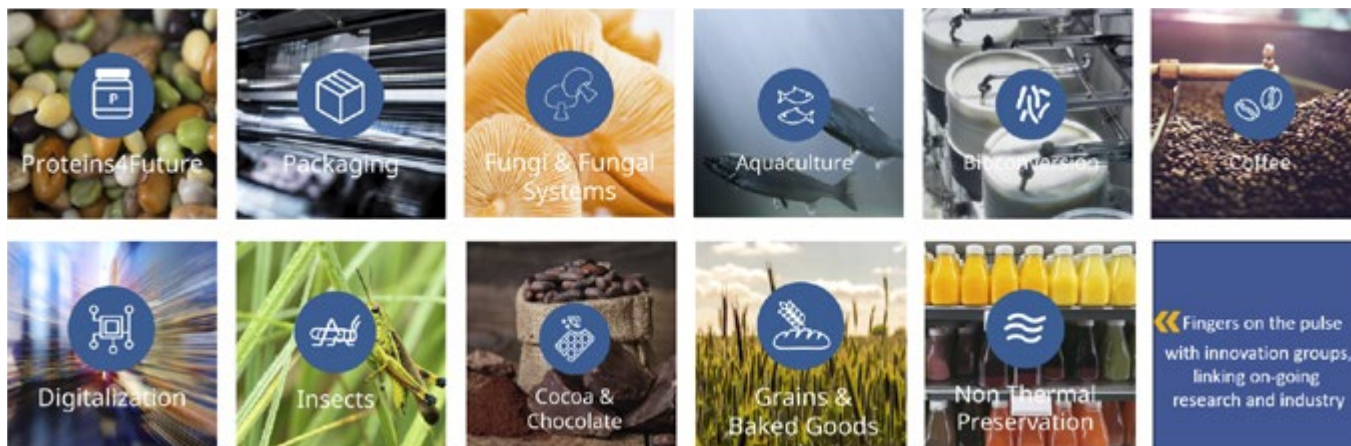 P
Proteins4Future
Packaging
Fungi & Fungal
Systems
Aquaculture
Bioconversion
Coffee
Digitalization
Insects
Cocoa &
Chocolate
Grains &
Baked Goods
Non Thermal
Preservation
« Fingers on the pulse
with innovation groups,
linking on-going
research and industry